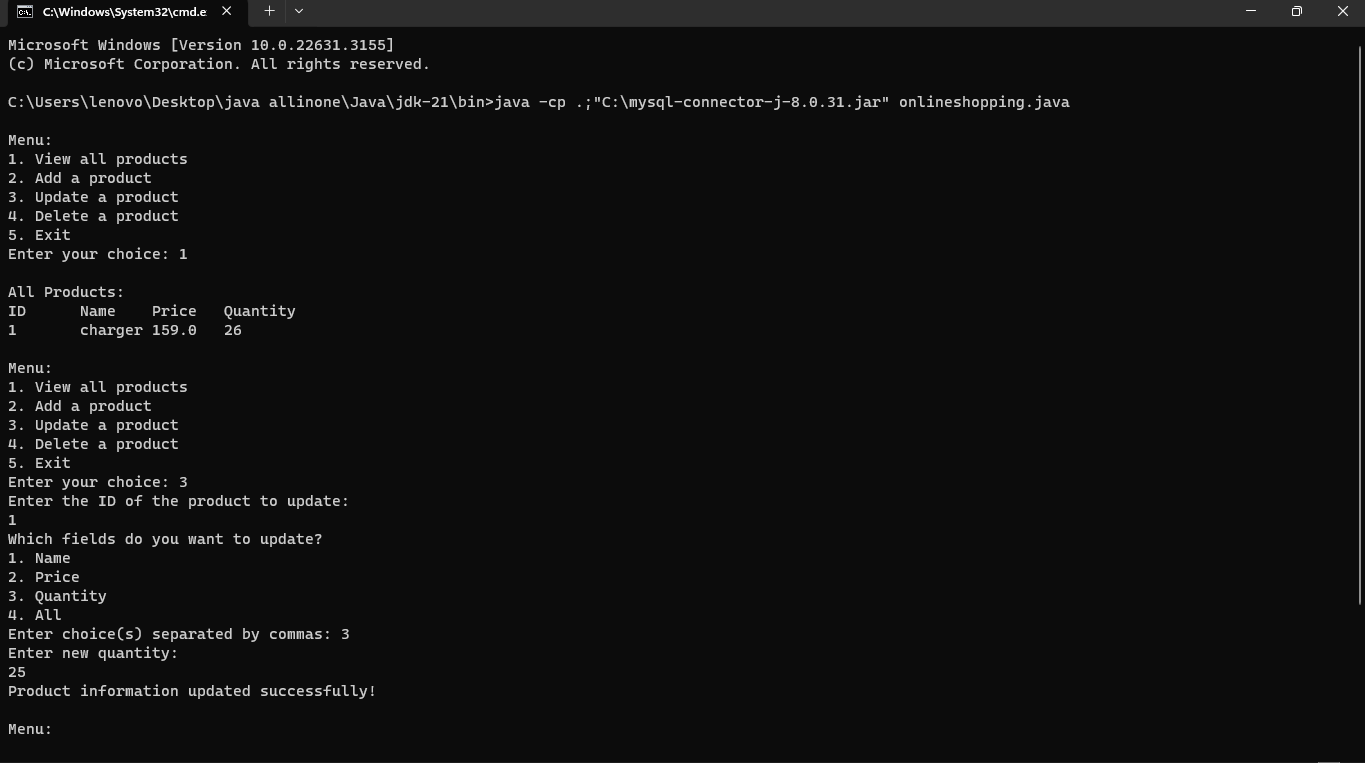 C:\Windows\System32\cmd.e
Microsoft Windows [Version 10.0.22631.3155]
(c) Microsoft Corporation. All rights reserved.
C:\Users\lenovo\Desktop\java allinone\Java\jdk-21\bin>java -cp .;"C:\mysql-connector-j-8.0.31.jar" onlineshopping.java
Menu:
1. View all products
2. Add a product
3. Update a product
4. Delete a product
5. Exit
Enter your choice: 1
All Products:
ID Name Price Quantity
1 charger 159.0 26
Menu:
1. View all products
2. Add a product
3. Update a product
4. Delete a product
5. Exit
Enter your choice: 3
Enter the ID of the product to update:
1
Which fields do you want to update?
1. Name
2. Price
3. Quantity
4. All
Enter choice(s) separated by commas: 3
Enter new quantity:
25
Product information updated successfully!
Menu: